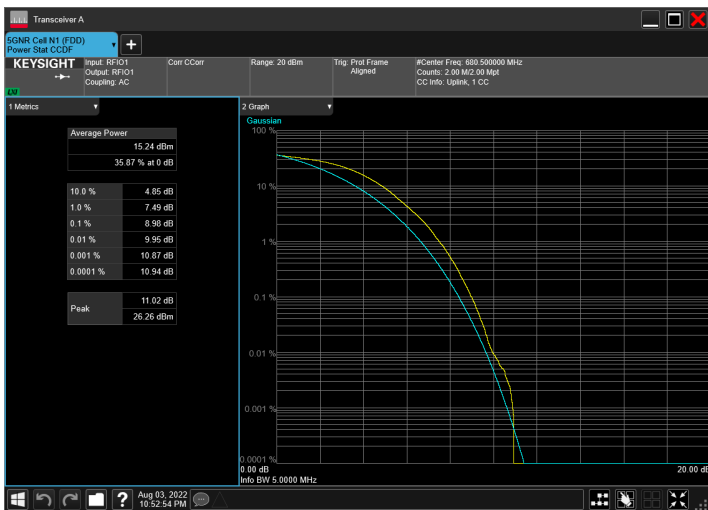 Transceiver A
5GNR Cell N1 (FDD)
Power Stat CCDF
KEYSIGHT
LXI
Input: RFIO1
Output: RFIO1
Coupling: AC
Corr CCorr
Range: 20 dBm
Trig: Prot Frame
Aligned
#Center Freq: 680.500000 MHz
Counts: 2.00 M/2.00 Mpt
CC Info: Uplink, 1 CC
1 Metrics
Average Power
15.24 dBm
35.87 % at 0 dB
10.0 % 4.85 dB
1.0 % 7.49 dB
0.1 % 8.98 dB
0.01 % 9.95 dB
0.001 % 10.87 dB
0.0001 % 10.94 dB
Peak
11.02 dB
26.26 dBm
2 Graph
Gaussian
100 %
10 %
1 %
0.1 %
0.01 %
0.001 %
0.0001 %
0.00 dB
20.00 dB
Info BW 5.0000 MHz
?
Aug 03, 2022
10:52:54 PM